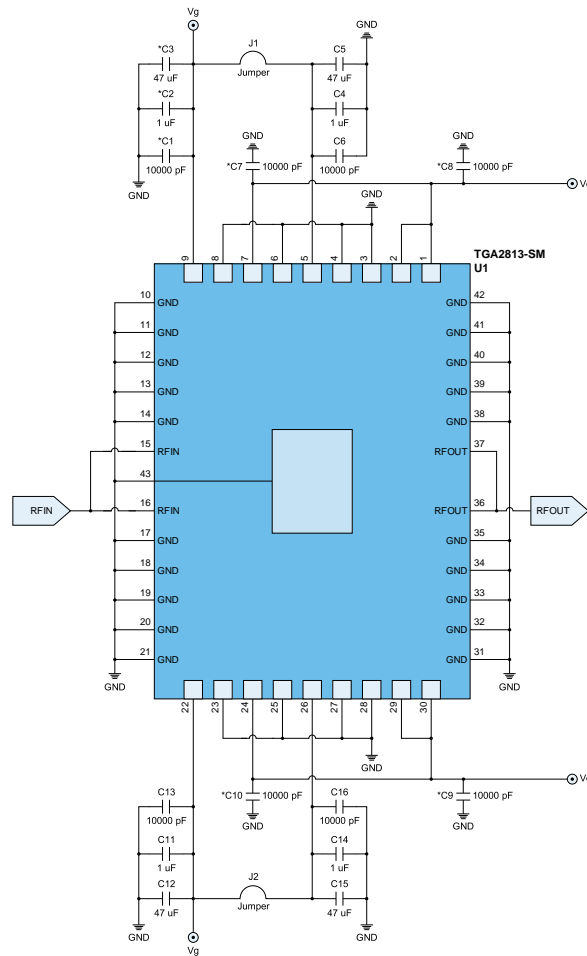 Vg
*C3
47 uF
J1
Jumper
C5
47 uF
*C2
1 uF
C4
1 uF
*C1
10000 pF
C6
10000 pF
GND
GND
GND
*C7
10000 pF
GND
*C8
10000 pF
GND
9
8
7
6
5
4
3
2
1
TGA2813-SM
U1
10
GND
11
GND
12
GND
13
GND
14
GND
15
RFIN
43
16
RFIN
17
GND
18
GND
19
GND
20
GND
21
GND
GND
RFIN
42
GND
41
GND
40
GND
39
GND
38
GND
37
RFOUT
36
RFOUT
35
GND
34
GND
33
GND
32
GND
31
GND
GND
RFOUT
22
23
24
25
26
27
28
29
30
GND
*C10
10000 pF
GND
*C9
10000 pF
GND
C13
10000 pF
C16
10000 pF
C11
1 uF
C14
1 uF
C12
47 uF
J2
Jumper
C15
47 uF
GND
GND
Vg